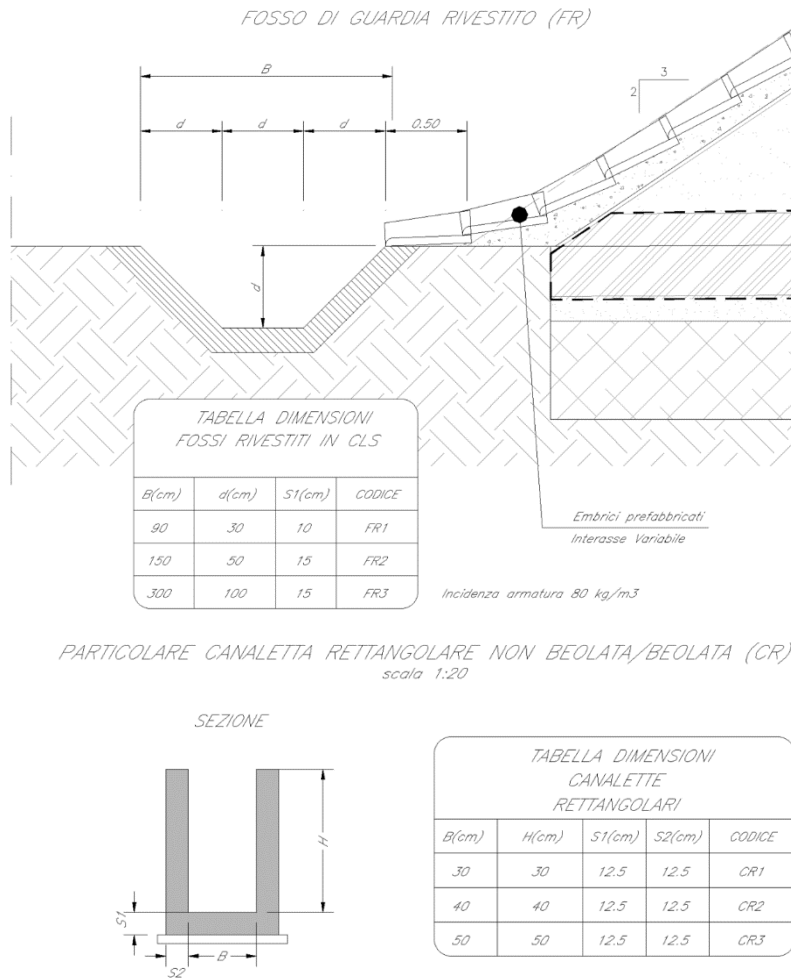 FOSSO DI GUARDIA RIVESTITO (FR)
B
3
2
d d d 0.50
d
TABELLA DIMENSIONI
FOSSI RIVESTITI IN CLS
B(cm) d(cm) S1(cm) CODICE
90 30 10 FR1
150 50 15 FR2
300 100 15 FR3
Embrici prefabbricati
Interasse Variabile
Incidenza armatura 80 kg/m3
PARTICOLARE CANALETTA RETTANGOLARE NON BEOLATA/BEOLATA (CR)
scala 1:20
SEZIONE
H
S1
B
S2
TABELLA DIMENSIONI
CANALETTE
RETTANGOLARI
B(cm) H(cm) S1(cm) S2(cm) CODICE
30 30 12.5 12.5 CR1
40 40 12.5 12.5 CR2
50 50 12.5 12.5 CR3